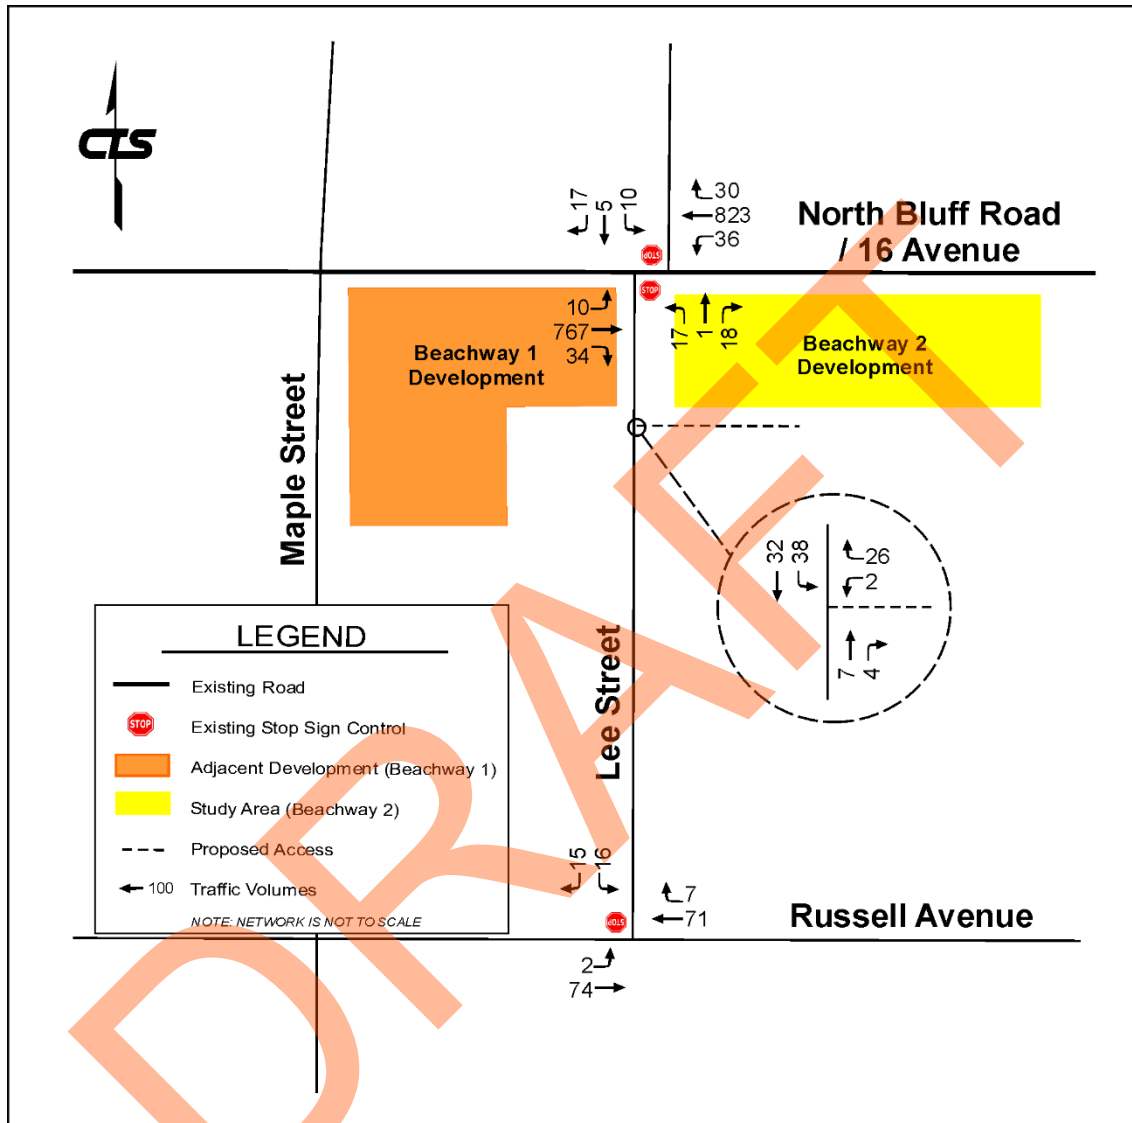 CTS
17
5
10
30
823
36
North Bluff Road
/ 16 Avenue
STOP
STOP
10
767
34
17
1
18
Beachway 1
Development
Beachway 2
Development
Maple Street
32
38
26
2
7
4
Lee Street
LEGEND
Existing Road
STOP
Existing Stop Sign Control
Adjacent Development (Beachway 1)
Study Area (Beachway 2)
Proposed Access
100
Traffic Volumes
NOTE: NETWORK IS NOT TO SCALE
15
16
7
71
STOP
Russell Avenue
2
74
DRAFT